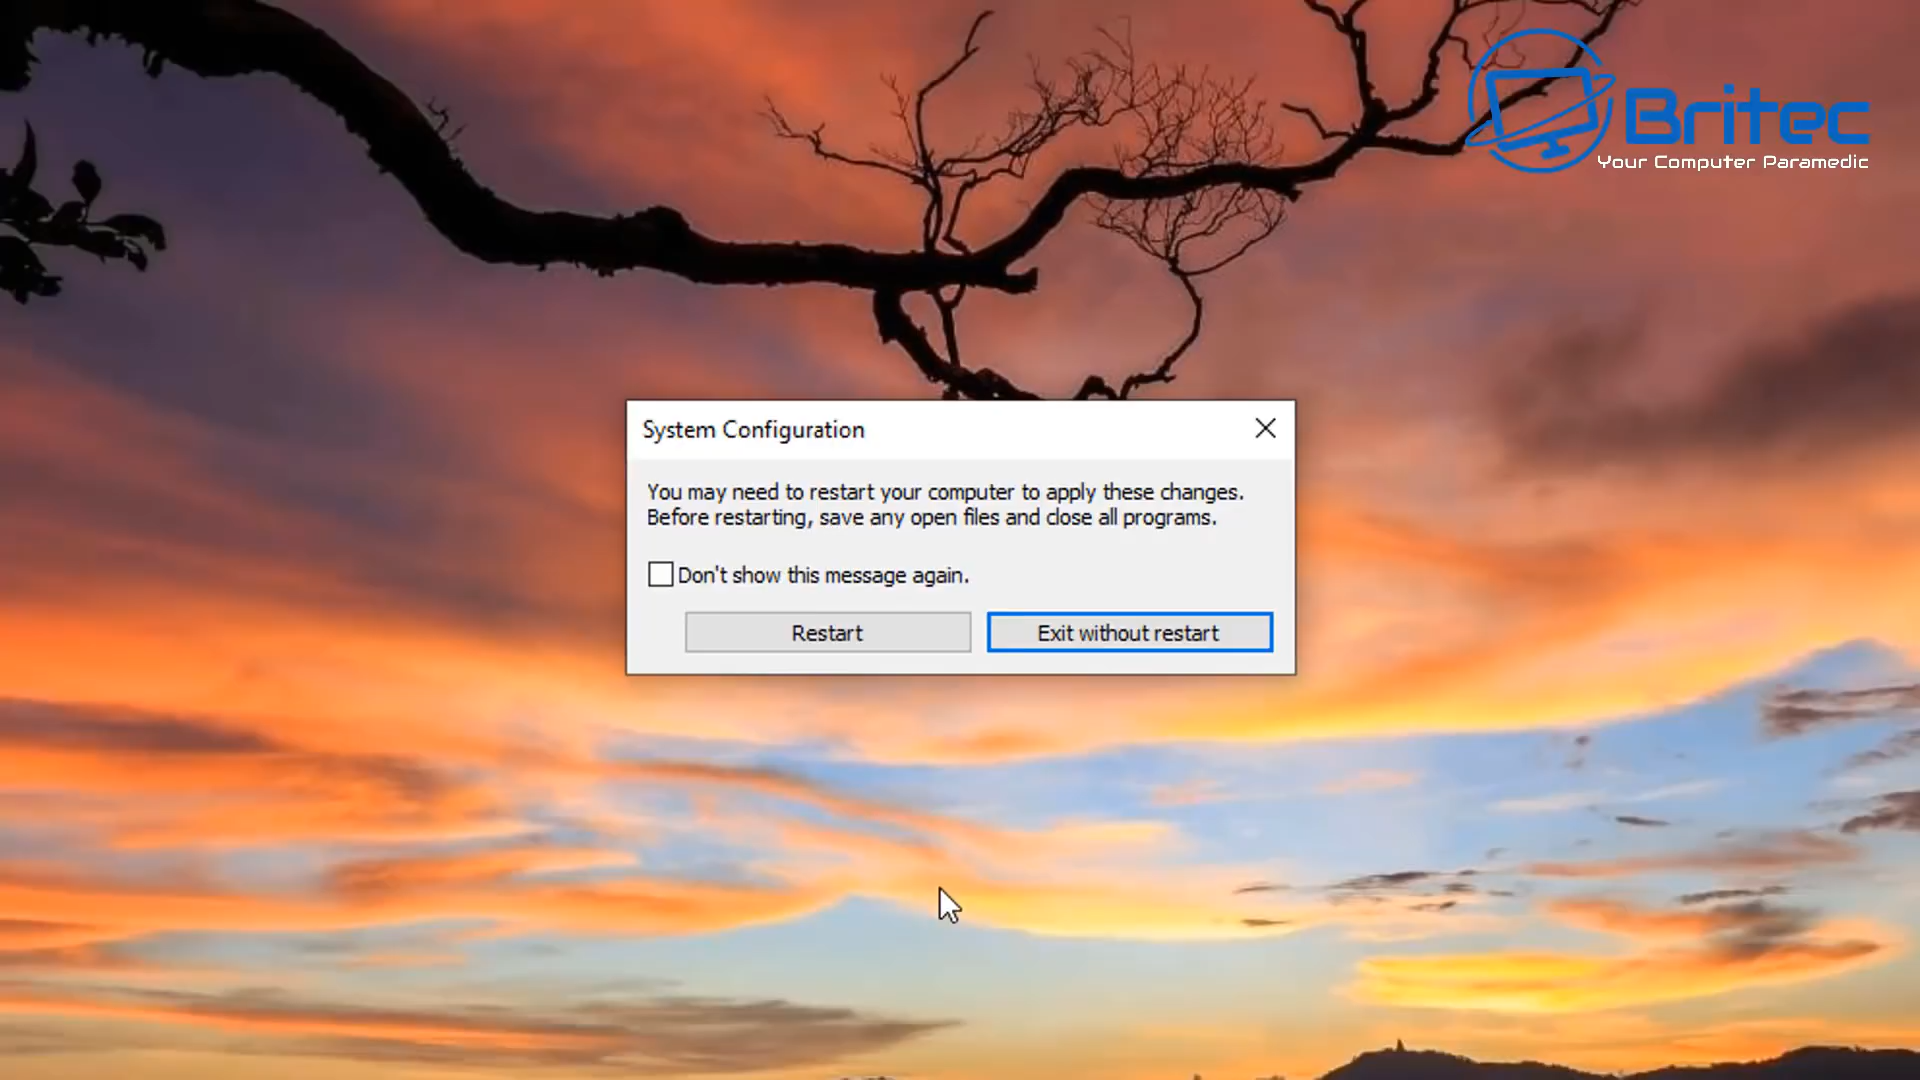 Britec
Your Computer Paramedic
System Configuration
You may need to restart your computer to apply these changes.
Before restarting, save any open files and close all programs.
Don't show this message again.
Restart
Exit without restart